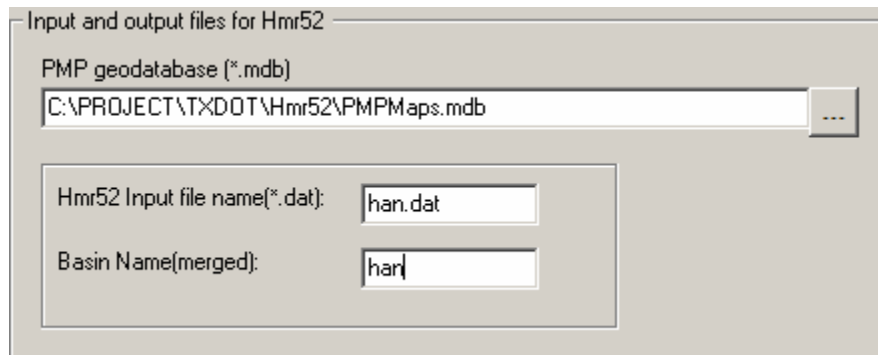 Input and output files for Hmr52
PMP geodatabase (*.mdb)
C:\PROJECT\TXDOT\Hmr52\PMPMaps.mdb
...
Hmr52 Input file name(*.dat): han.dat
Basin Name(merged): han